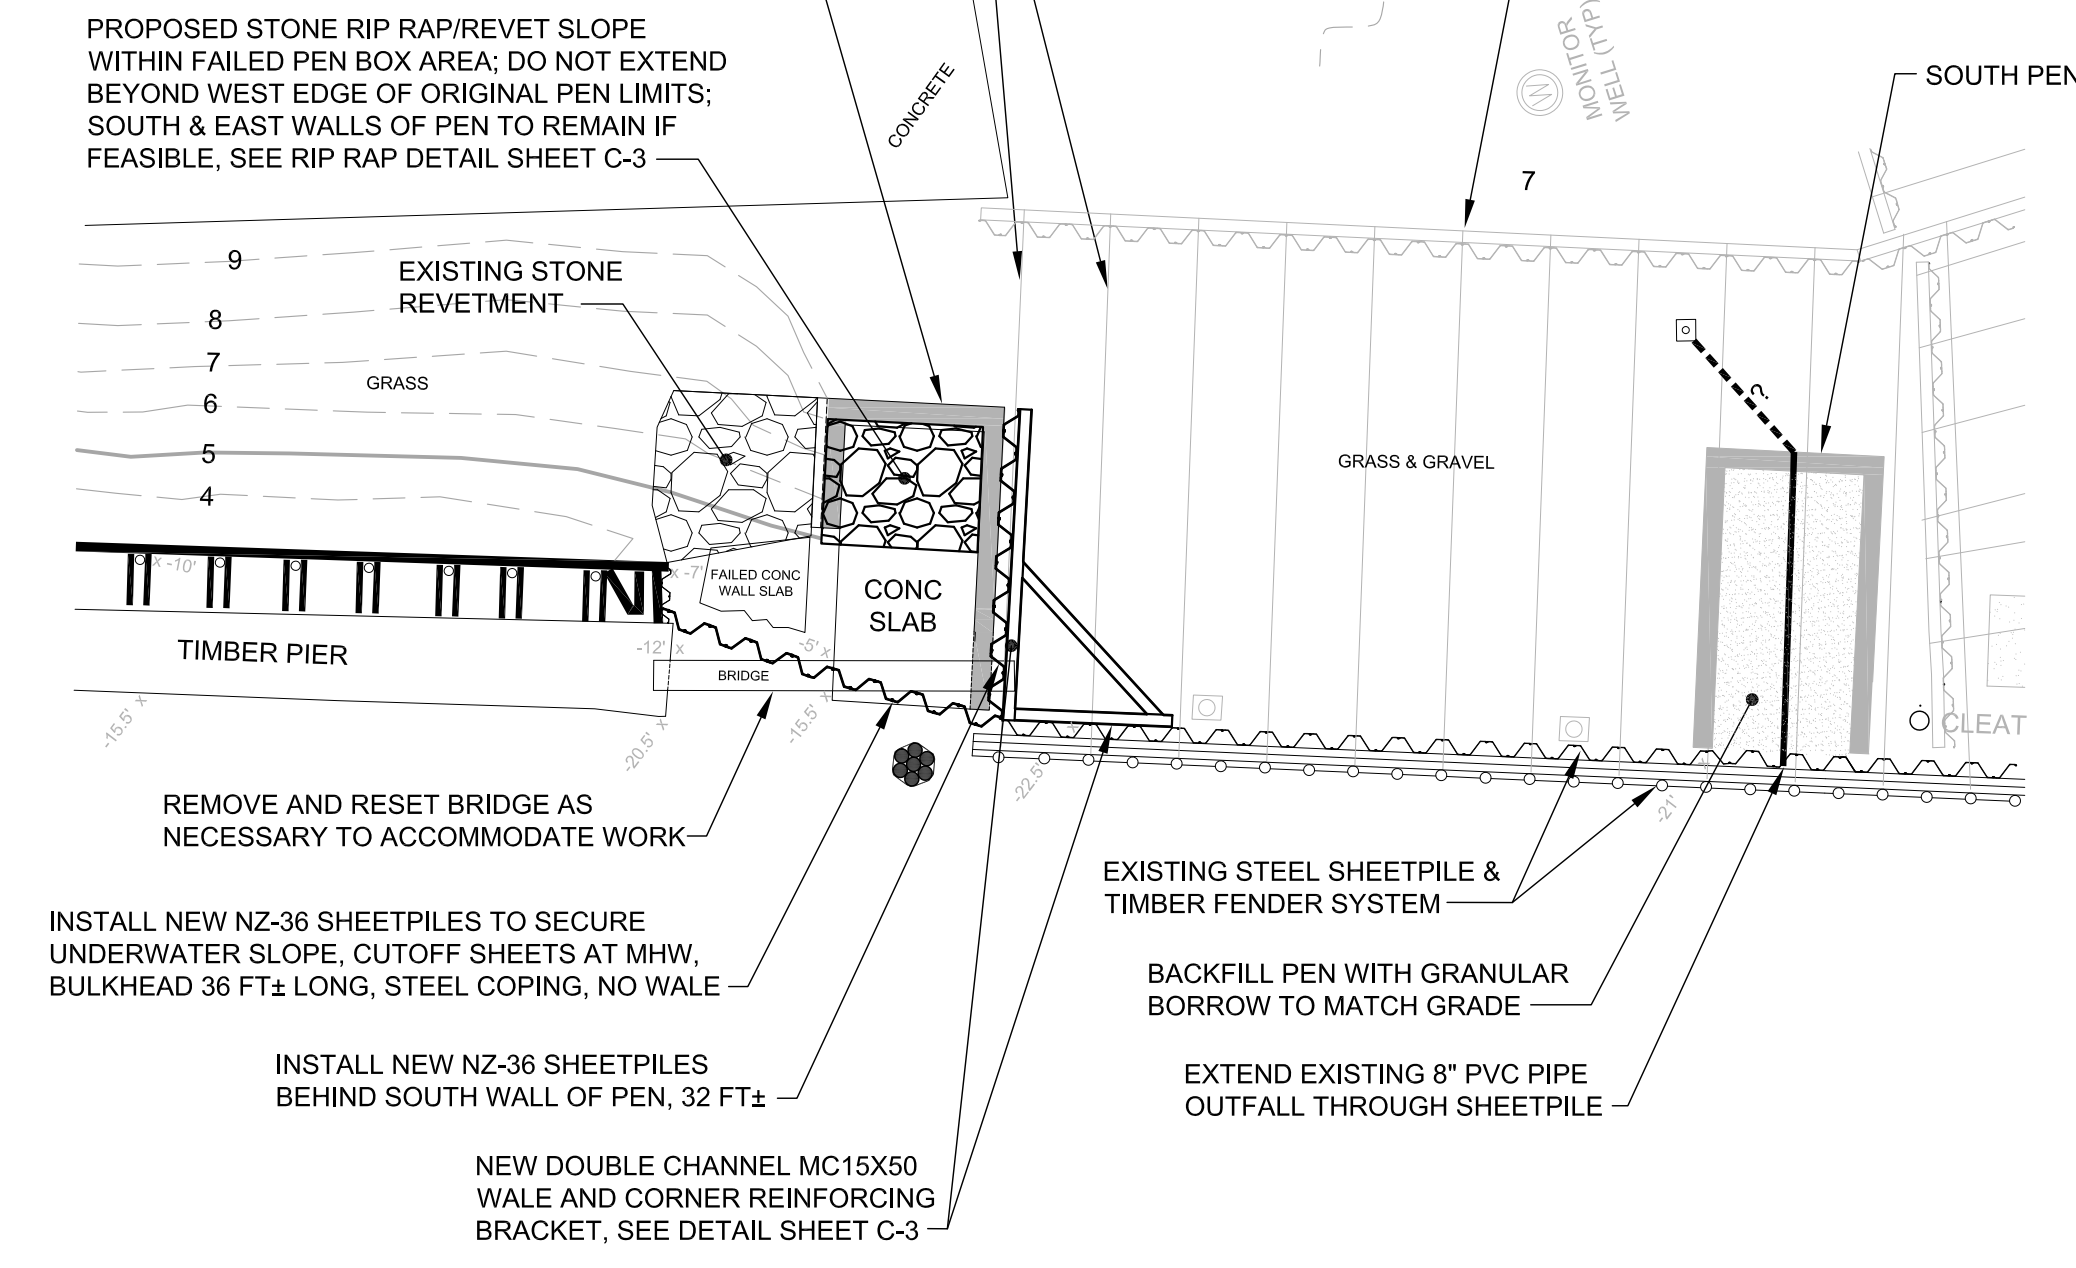 PROPOSED STONE RIP RAP/REVET SLOPE
WITHIN FAILED PEN BOX AREA; DO NOT EXTEND
BEYOND WEST EDGE OF ORIGINAL PEN LIMITS;
SOUTH & EAST WALLS OF PEN TO REMAIN IF
FEASIBLE, SEE RIP RAP DETAIL SHEET C-3
CONCRETE
MONITOR
WELL (TYP)
W
SOUTH PEN
7
9
EXISTING STONE
REVETMENT
8
7
GRASS
6
5
4
GRASS & GRAVEL
?
x -10'
x -7'
FAILED CONC
WALL SLAB
CONC
SLAB
TIMBER PIER
-12' x
-5' x
BRIDGE
-15.5' x
-20.5' x
-15.5' x
-22.5' x
-21' x
CLEAT
REMOVE AND RESET BRIDGE AS
NECESSARY TO ACCOMMODATE WORK
EXISTING STEEL SHEETPILE &
TIMBER FENDER SYSTEM
INSTALL NEW NZ-36 SHEETPILES TO SECURE
UNDERWATER SLOPE, CUTOFF SHEETS AT MHW,
BULKHEAD 36 FT± LONG, STEEL COPING, NO WALE
BACKFILL PEN WITH GRANULAR
BORROW TO MATCH GRADE
INSTALL NEW NZ-36 SHEETPILES
BEHIND SOUTH WALL OF PEN, 32 FT±
EXTEND EXISTING 8" PVC PIPE
OUTFALL THROUGH SHEETPILE
NEW DOUBLE CHANNEL MC15X50
WALE AND CORNER REINFORCING
BRACKET, SEE DETAIL SHEET C-3